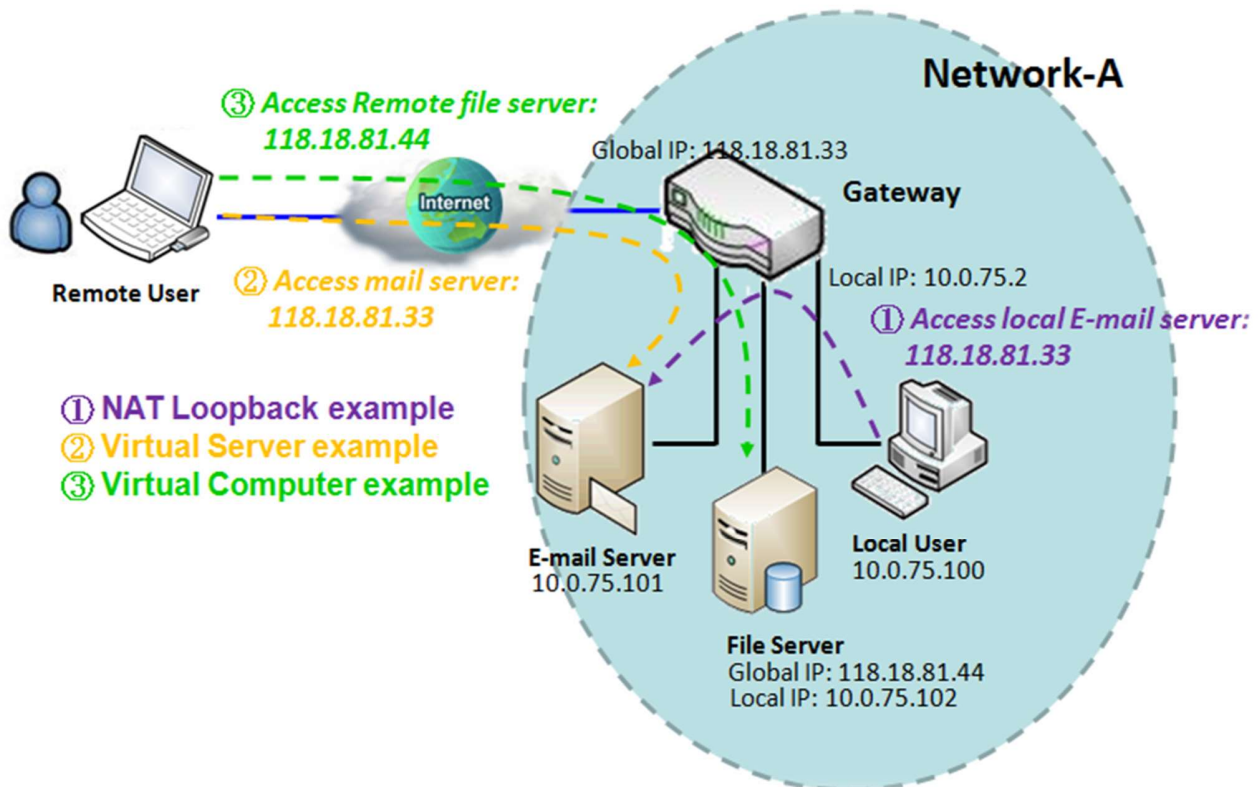 Network-A
③ Access Remote file server:
118.18.81.44
Global IP: 118.18.81.33
Gateway
Internet
Remote User
② Access mail server:
118.18.81.33
Local IP: 10.0.75.2
① Access local E-mail server:
118.18.81.33
① NAT Loopback example
② Virtual Server example
③ Virtual Computer example
E-mail Server
10.0.75.101
Local User
10.0.75.100
File Server
Global IP: 118.18.81.44
Local IP: 10.0.75.102